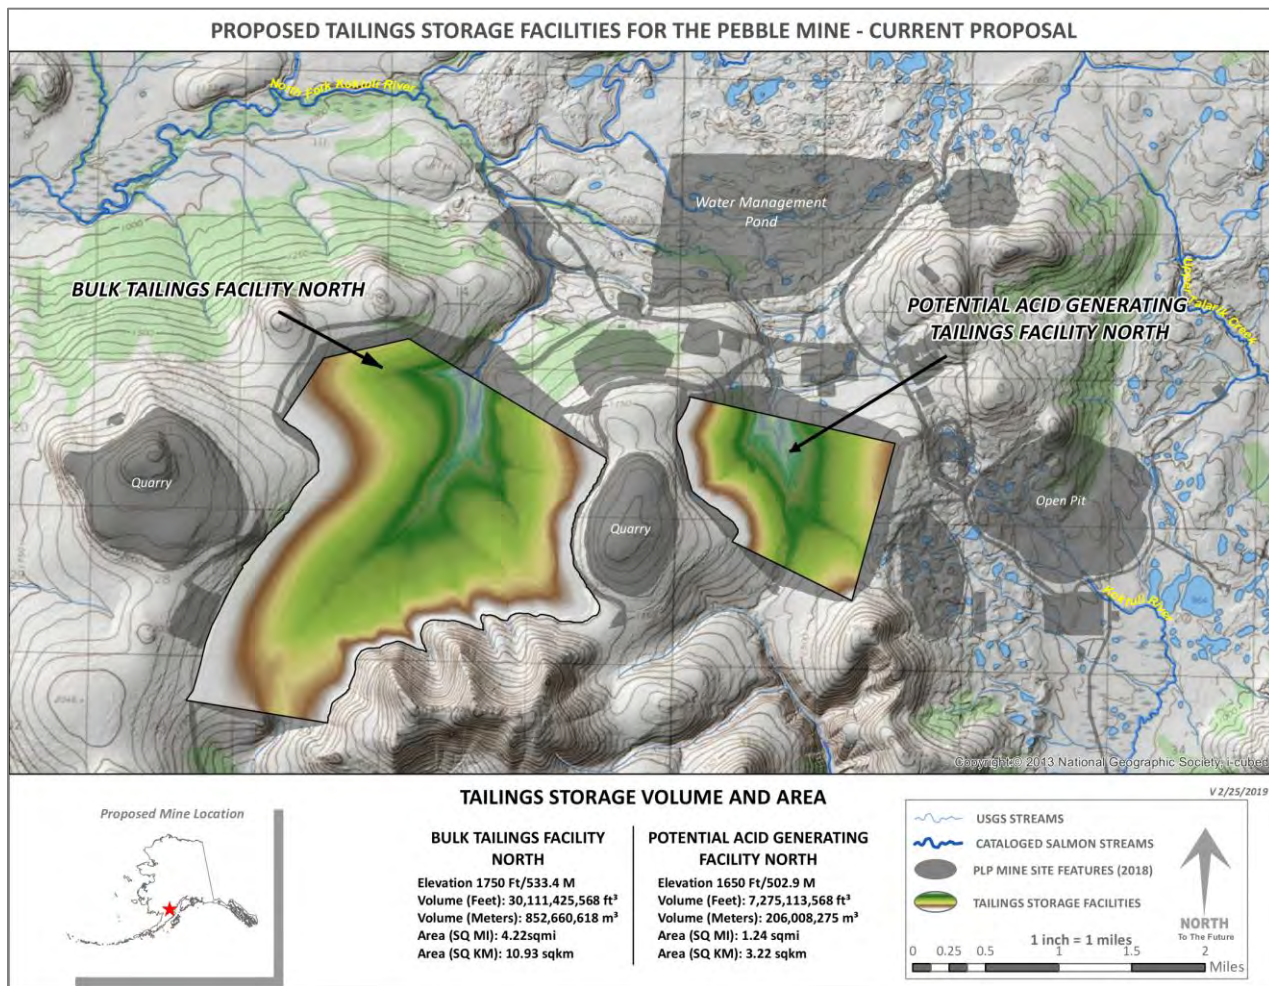 PROPOSED TAILINGS STORAGE FACILITIES FOR THE PEBBLE MINE - CURRENT PROPOSAL
North Fork Koktuli River
Water Management
Pond
BULK TAILINGS FACILITY NORTH
POTENTIAL ACID GENERATING
TAILINGS FACILITY NORTH
Upper Talarik Creek
Quarry
Quarry
Open Pit
Koktuli River
Copyright:© 2013 National Geographic Society, i-cubed
V 2/25/2019
Proposed Mine Location
TAILINGS STORAGE VOLUME AND AREA
BULK TAILINGS FACILITY
NORTH
Elevation 1750 Ft/533.4 M
Volume (Feet): 30,111,425,568 ft³
Volume (Meters): 852,660,618 m³
Area (SQ MI): 4.22sqmi
Area (SQ KM): 10.93 sqkm
POTENTIAL ACID GENERATING
FACILITY NORTH
Elevation 1650 Ft/502.9 M
Volume (Feet): 7,275,113,568 ft³
Volume (Meters): 206,008,275 m³
Area (SQ MI): 1.24 sqmi
Area (SQ KM): 3.22 sqkm
USGS STREAMS
CATALOGED SALMON STREAMS
PLP MINE SITE FEATURES (2018)
TAILINGS STORAGE FACILITIES
NORTH
To The Future
1 inch = 1 miles
0 0.25 0.5 1 1.5 2
Miles